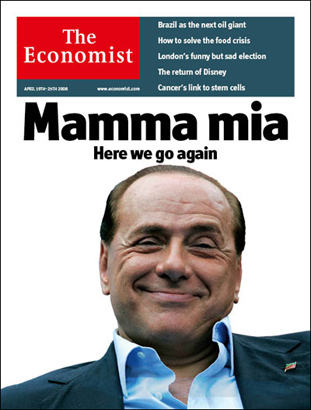 The
Economist
Brazil as the next oil giant
How to solve the food crisis
London's funny but sad election
The return of Disney
Cancer's link to stem cells
APRIL 19TH-25TH 2008
www.economist.com
Mamma mia
Here we go again